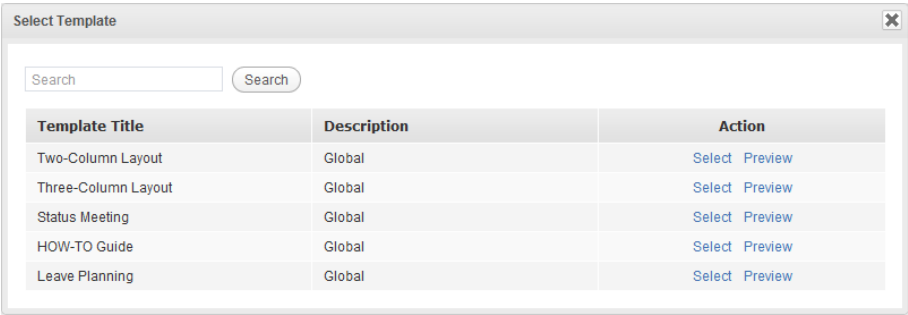 Select Template
Search Search
Template Title Description Action
Two-Column Layout Global Select Preview
Three-Column Layout Global Select Preview
Status Meeting Global Select Preview
HOW-TO Guide Global Select Preview
Leave Planning Global Select Preview